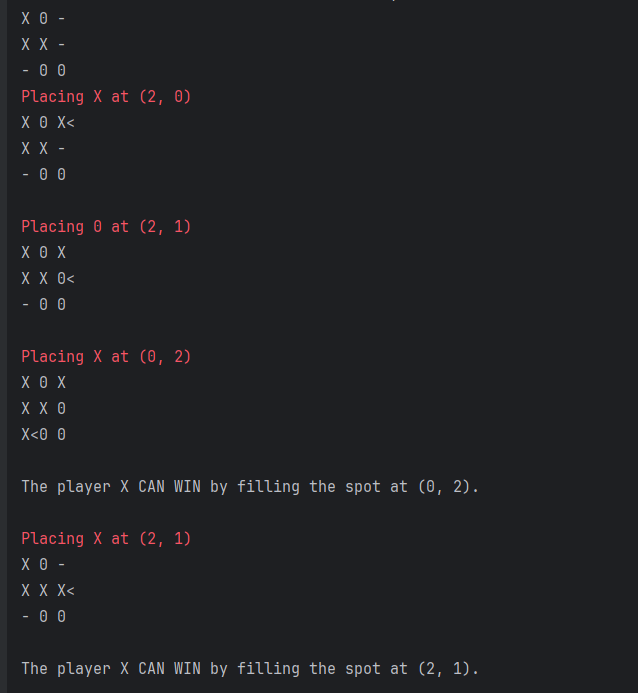 X 0 -
X X -
- 0 0
Placing X at (2, 0)
X 0 X<
X X -
- 0 0
Placing 0 at (2, 1)
X 0 X
X X 0<
- 0 0
Placing X at (0, 2)
X 0 X
X X 0
X<0 0
The player X CAN WIN by filling the spot at (0, 2).
Placing X at (2, 1)
X 0 -
X X X<
- 0 0
The player X CAN WIN by filling the spot at (2, 1).